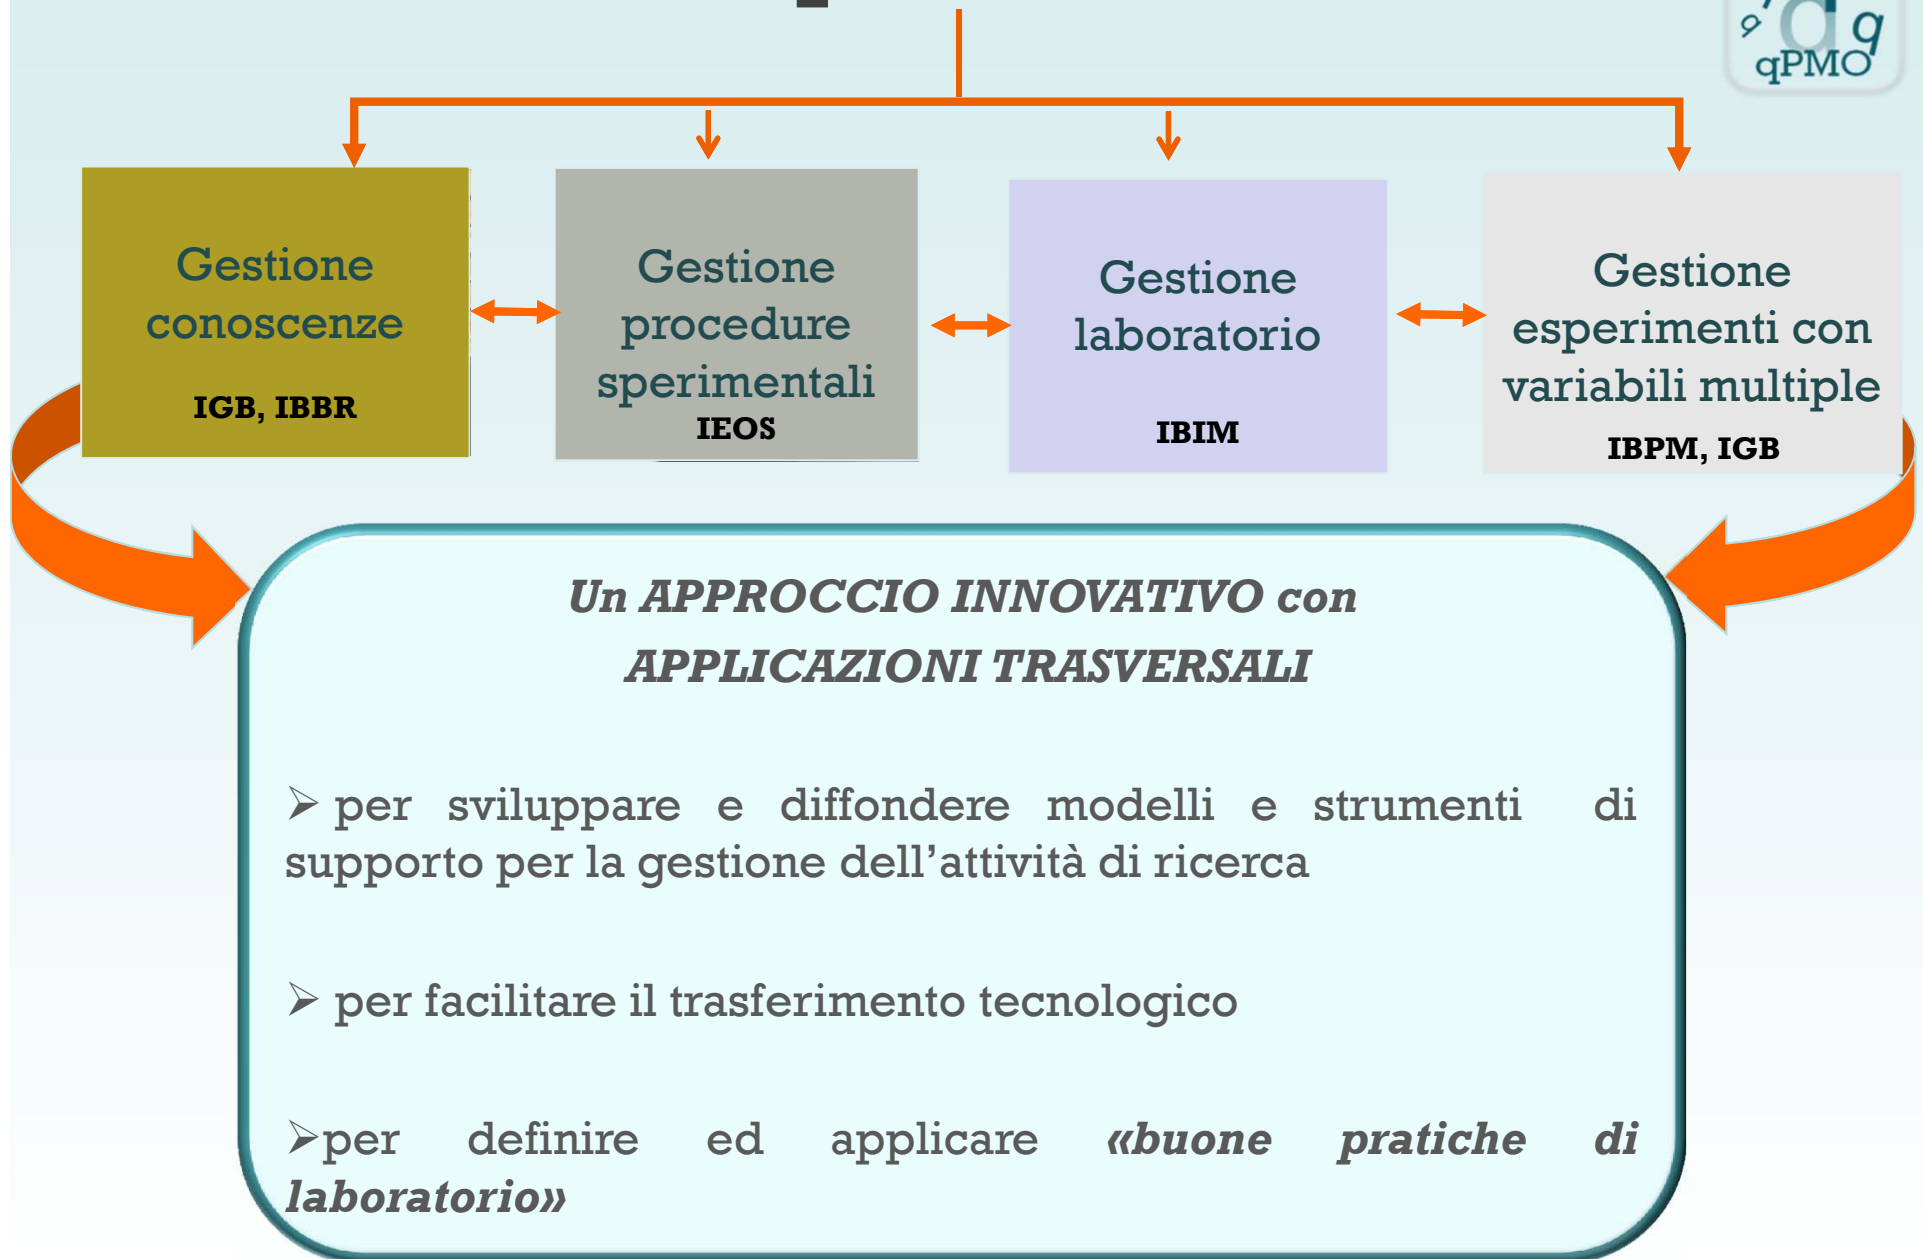 qPMO
Gestione
conoscenze
IGB, IBBR
Gestione
procedure
sperimentali
IEOS
Gestione
laboratorio
IBIM
Gestione
esperimenti con
variabili multiple
IBPM, IGB
Un APPROCCIO INNOVATIVO con
APPLICAZIONI TRASVERSALI
➢ per sviluppare e diffondere modelli e strumenti di
supporto per la gestione dell’attività di ricerca
➢ per facilitare il trasferimento tecnologico
➢per definire ed applicare «buone pratiche di
laboratorio»